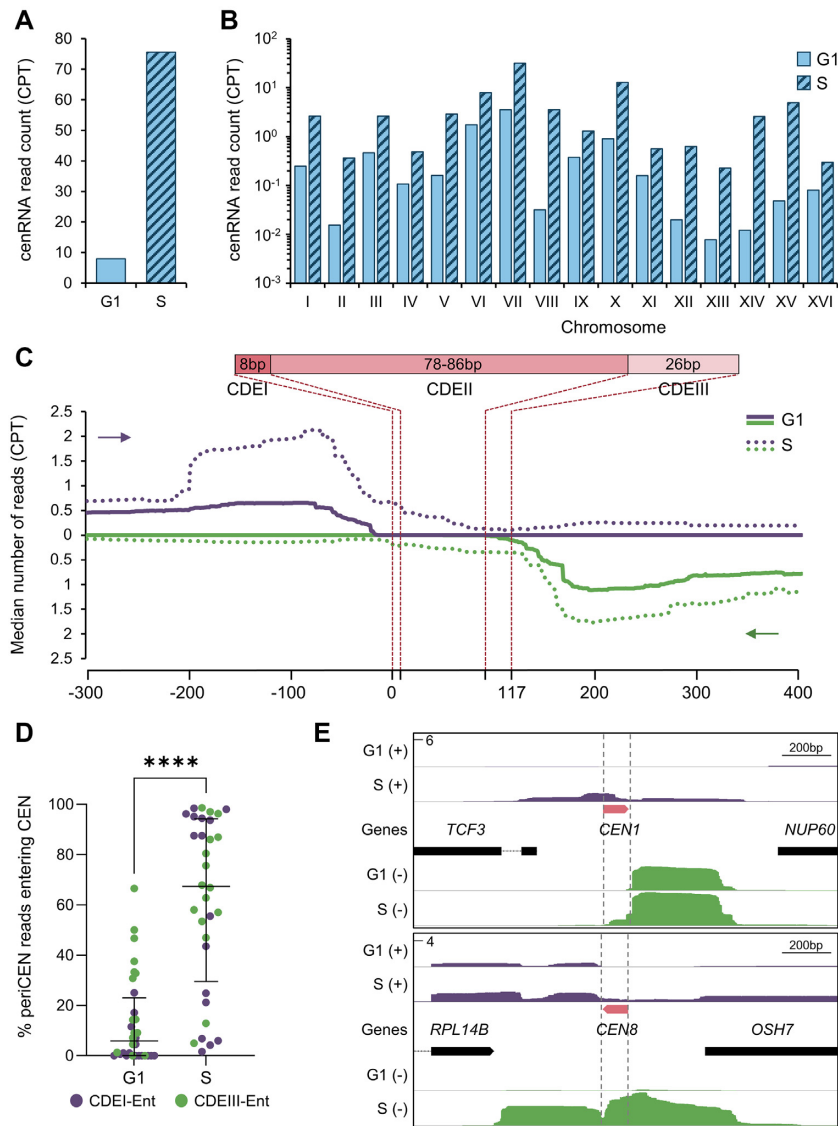 A
cenRNA read count (CPT)
80
70
60
50
40
30
20
10
0
G1 S
B
cenRNA read count (CPT)
10²
10¹
10⁰
10⁻¹
10⁻²
10⁻³
G1
S
I II III IV V VI VII VIII IX X XI XII XIII XIV XV XVI
Chromosome
C
8bp 78-86bp 26bp
CDEI CDEII CDEIII
Median number of reads (CPT)
2.5
2
1.5
1
0.5
0
0.5
1
1.5
2
2.5
G1
S
-300 -200 -100 0 117 200 300 400
D
****
% periCEN reads entering CEN
100
80
60
40
20
0
G1 S
CDEI-Ent CDEIII-Ent
E
6
200bp
G1 (+)
S (+)
Genes TCF3 CEN1 NUP60
G1 (-)
S (-)
4
200bp
G1 (+)
S (+)
Genes RPL14B CEN8 OSH7
G1 (-)
S (-)